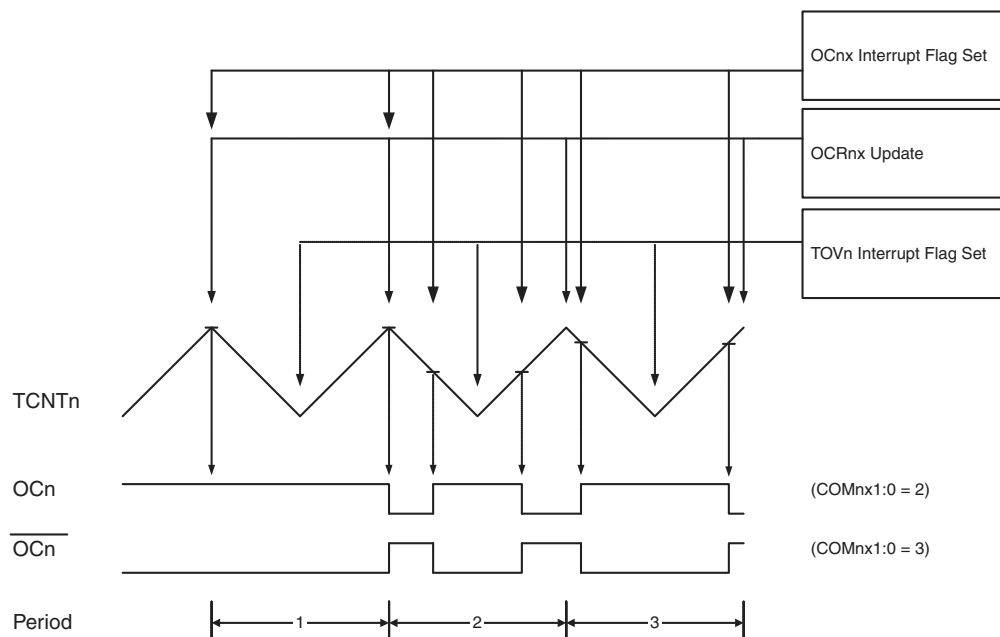 OCnx Interrupt Flag Set
OCRnx Update
TOVn Interrupt Flag Set
TCNTn
OCn
(COMnx1:0 = 2)
OCn
(COMnx1:0 = 3)
Period
1
2
3